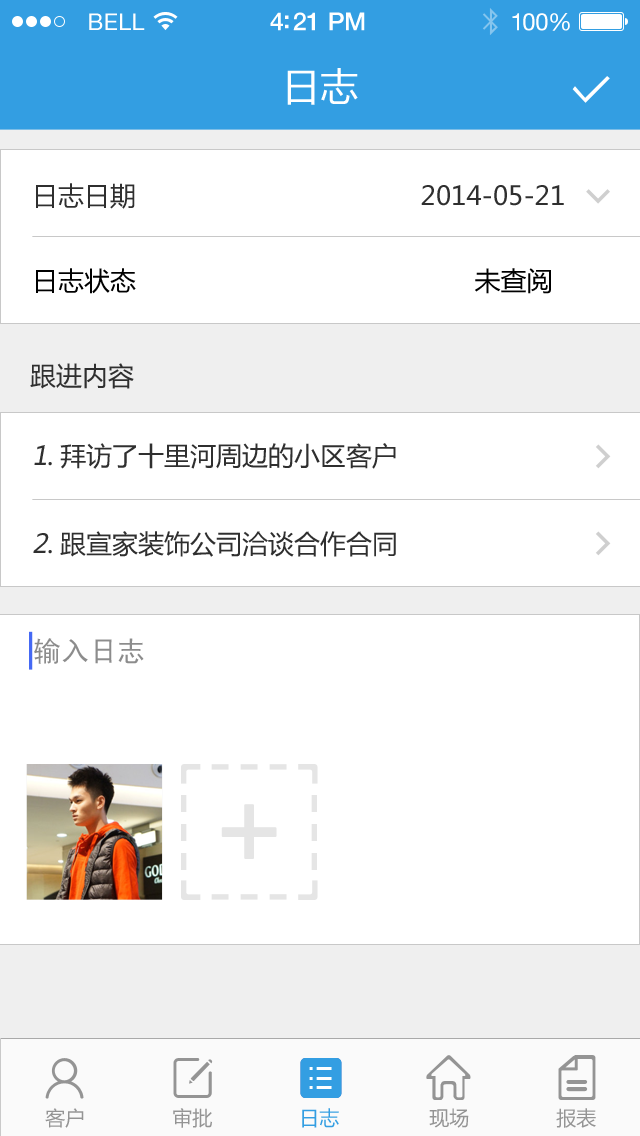 BELL 4:21 PM 100%
日志
日志日期 2014-05-21
日志状态 未查阅
跟进内容
1. 拜访了十里河周边的小区客户
2. 跟宣家装饰公司洽谈合作合同
输入日志
GOD
客户 审批 日志 现场 报表